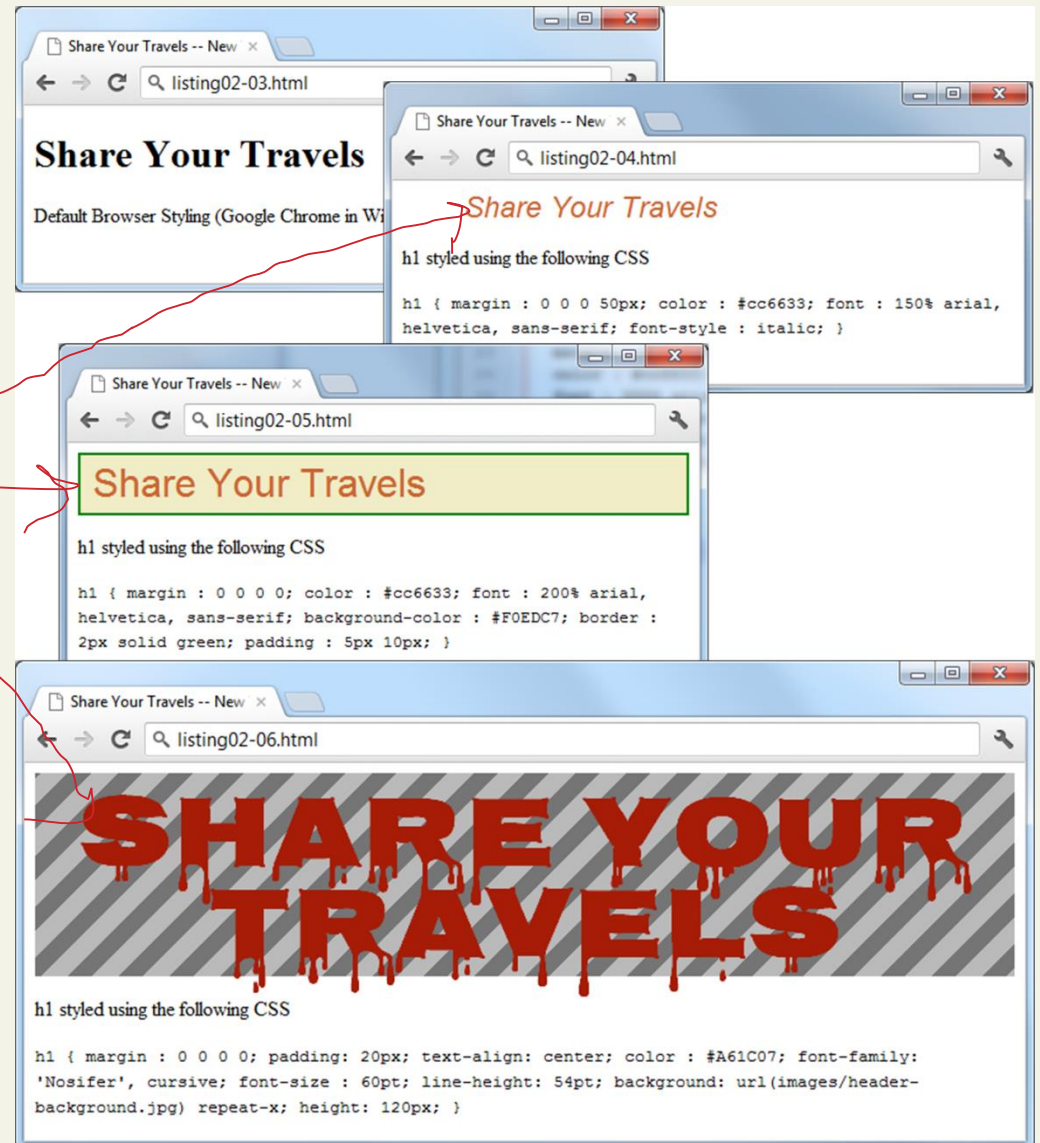 Share Your Travels -- New
listing02-03.html
Share Your Travels
Default Browser Styling (Google Chrome in Wi
Share Your Travels -- New
listing02-04.html
Share Your Travels
h1 styled using the following CSS
h1 { margin : 0 0 0 50px; color : #cc6633; font : 150% arial,
helvetica, sans-serif; font-style : italic; }
Share Your Travels -- New
listing02-05.html
Share Your Travels
h1 styled using the following CSS
h1 { margin : 0 0 0 0; color : #cc6633; font : 200% arial,
helvetica, sans-serif; background-color : #F0EDC7; border :
2px solid green; padding : 5px 10px; }
Share Your Travels -- New
listing02-06.html
SHARE YOUR
TRAVELS
h1 styled using the following CSS
h1 { margin : 0 0 0 0; padding: 20px; text-align: center; color : #A61C07; font-family:
'Nosifer', cursive; font-size : 60pt; line-height: 54pt; background: url(images/header-
background.jpg) repeat-x; height: 120px; }